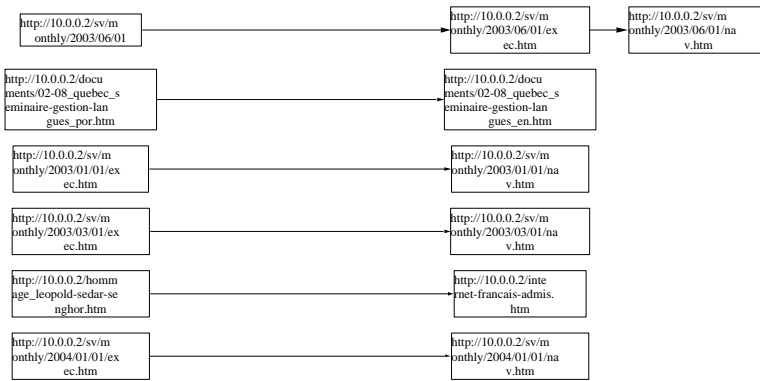 http://10.0.0.2/sv/m
onthly/2003/06/01
http://10.0.0.2/sv/m
onthly/2003/06/01/ex
ec.htm
http://10.0.0.2/sv/m
onthly/2003/06/01/na
v.htm
http://10.0.0.2/docu
ments/02-08_quebec_s
eminaire-gestion-lan
gues_por.htm
http://10.0.0.2/docu
ments/02-08_quebec_s
eminaire-gestion-lan
gues_en.htm
http://10.0.0.2/sv/m
onthly/2003/01/01/ex
ec.htm
http://10.0.0.2/sv/m
onthly/2003/01/01/na
v.htm
http://10.0.0.2/sv/m
onthly/2003/03/01/ex
ec.htm
http://10.0.0.2/sv/m
onthly/2003/03/01/na
v.htm
http://10.0.0.2/homm
age_leopold-sedar-se
nghor.htm
http://10.0.0.2/inte
rnet-francais-admis.
htm
http://10.0.0.2/sv/m
onthly/2004/01/01/ex
ec.htm
http://10.0.0.2/sv/m
onthly/2004/01/01/na
v.htm